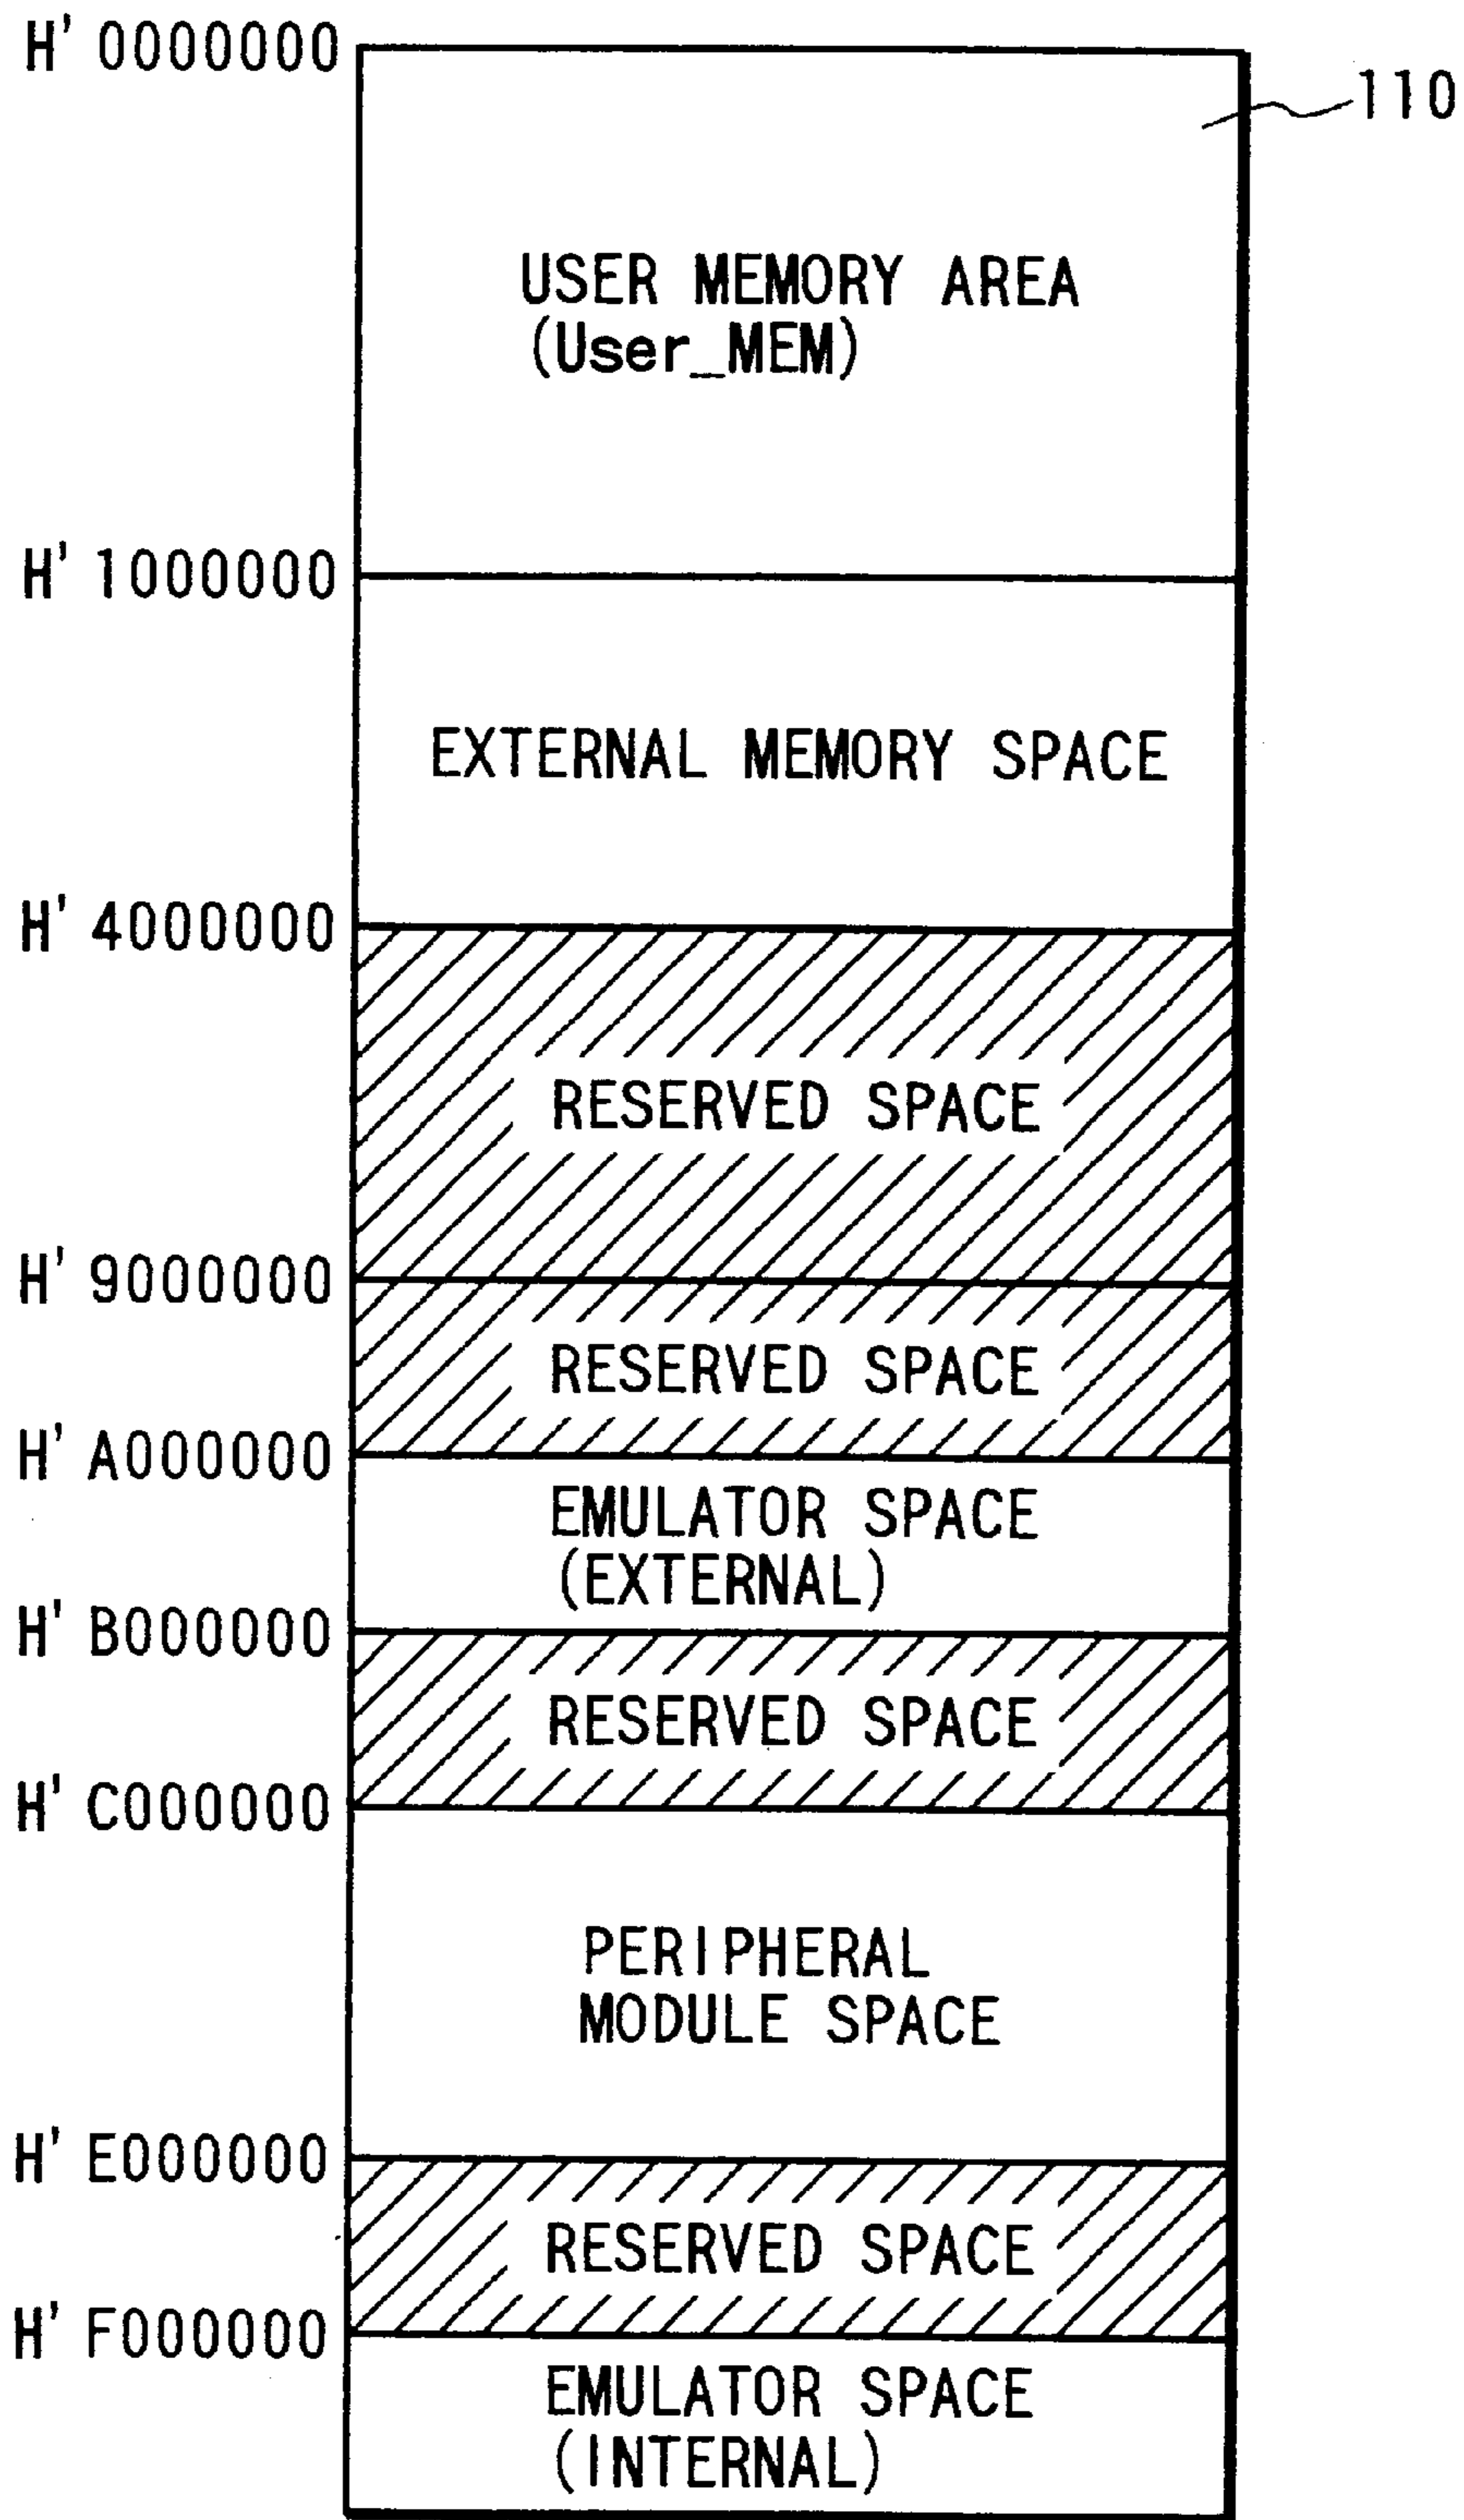 H' 0000000
110
USER MEMORY AREA
(User_MEM)
H' 1000000
EXTERNAL MEMORY SPACE
H' 4000000
RESERVED SPACE
H' 9000000
RESERVED SPACE
H' A000000
EMULATOR SPACE
(EXTERNAL)
H' B000000
RESERVED SPACE
H' C000000
PERIPHERAL
MODULE SPACE
H' E000000
RESERVED SPACE
H' F000000
EMULATOR SPACE
(INTERNAL)